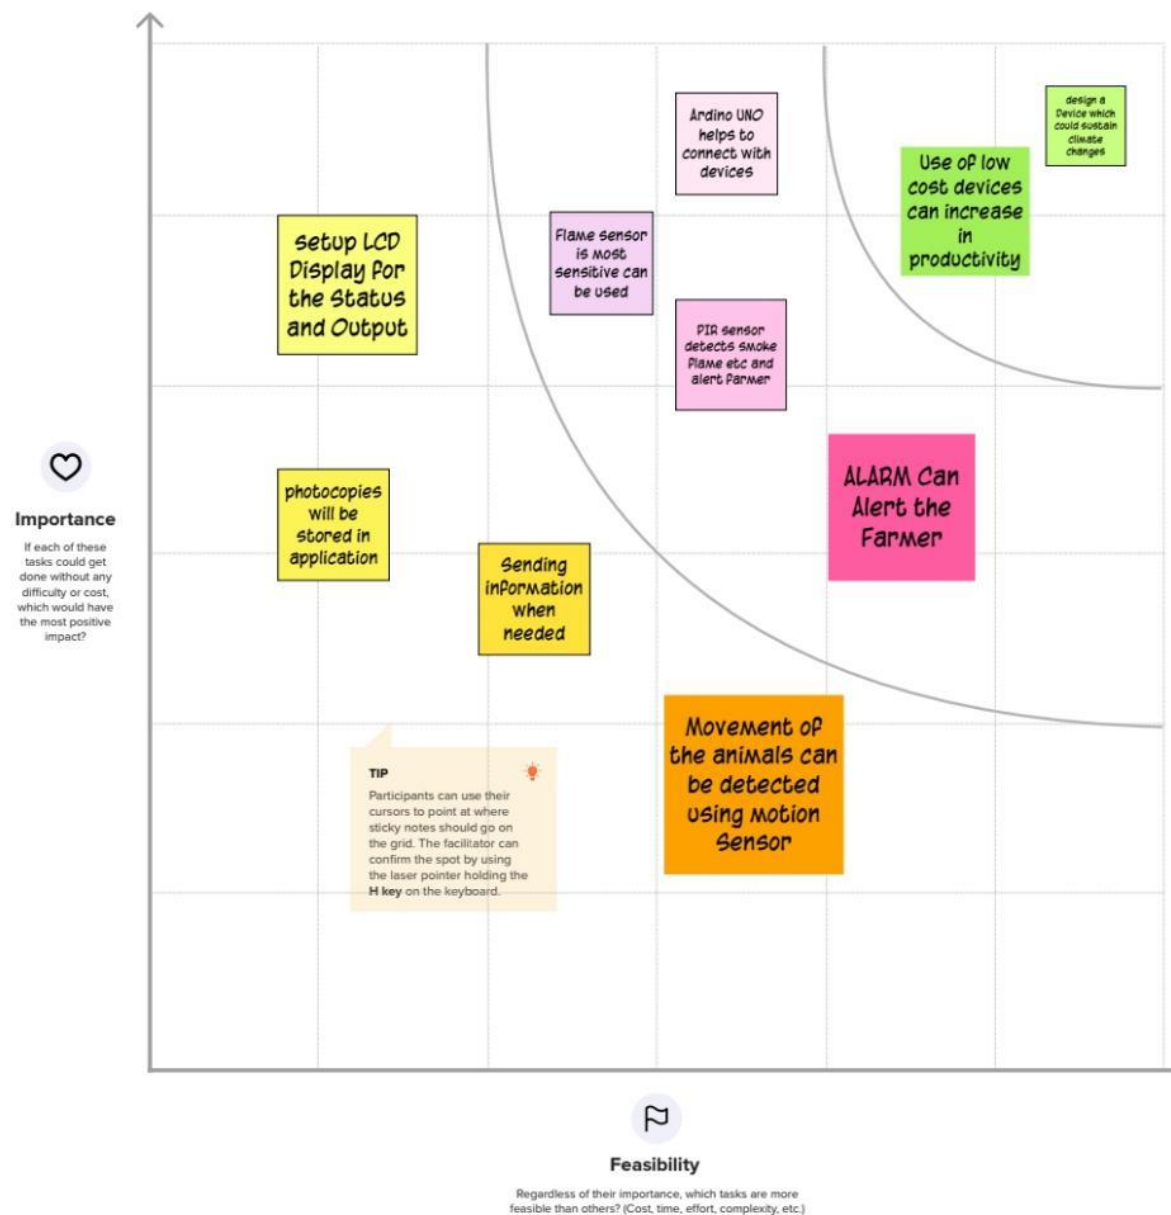 Ardino UNO
helps to
connect with
devices
design a
Device which
could sustain
climate
changes
Use of low
cost devices
can increase
in
productivity
Setup LCD
Display for
the Status
and Output
Flame sensor
is most
sensitive can
be used
PIR sensor
detects smoke
flame etc and
alert farmer
ALARM Can
Alert the
Farmer
photocopies
will be
stored in
application
Sending
information
when
needed
Importance
If each of these
tasks could get
done without any
difficulty or cost,
which would have
the most positive
impact?
Movement of
the animals can
be detected
using motion
Sensor
TIP
Participants can use their
cursors to point at where
sticky notes should go on
the grid. The facilitator can
confirm the spot by using
the laser pointer holding the
H key on the keyboard.
Feasibility
Regardless of their importance, which tasks are more
feasible than others? (Cost, time, effort, complexity, etc.)